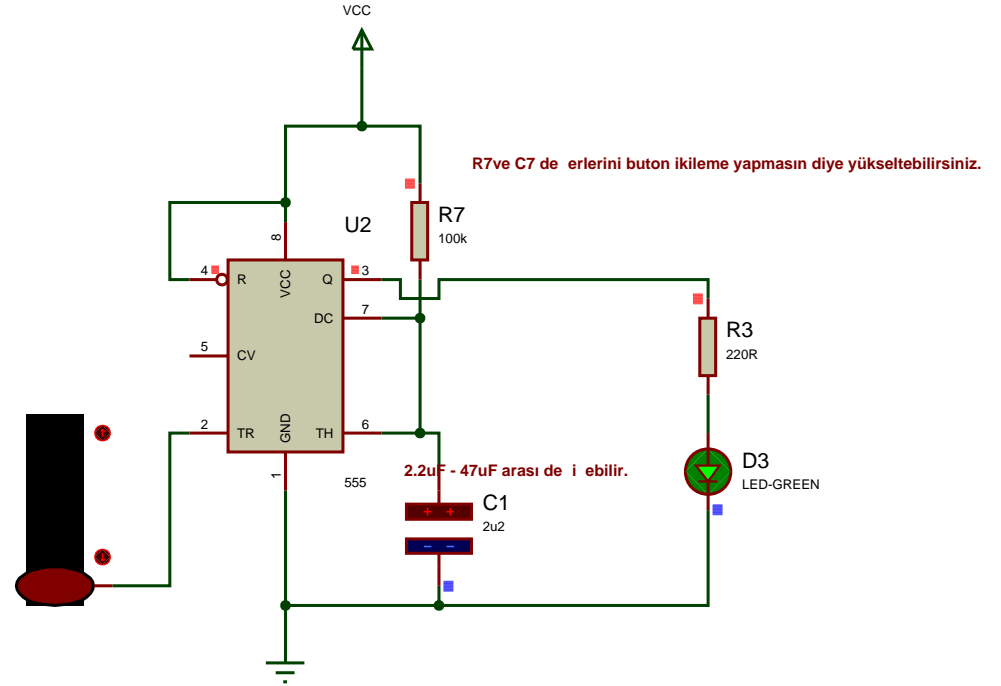 VCC
R7ve C7 de erlerini buton ikileme yapmasın diye yükseltebilirsiniz.
U2
R7
100k
8
4
R
VCC
Q
3
DC
7
R3
220R
5
CV
2
TR
GND
TH
6
1
555
2.2uF - 47uF arası de i ebilir.
C1
2u2
D3
LED-GREEN